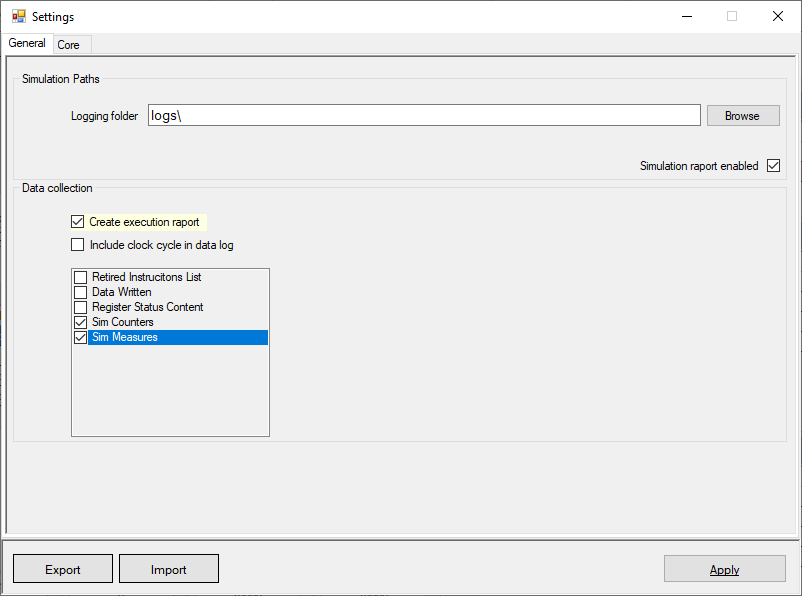 Settings
General
Core
Simulation Paths
Logging folder
logs\
Browse
Simulation raport enabled
Data collection
Create execution raport
Include clock cycle in data log
Retired Instrucitons List
Data Written
Register Status Content
Sim Counters
Sim Measures
Export
Import
Apply